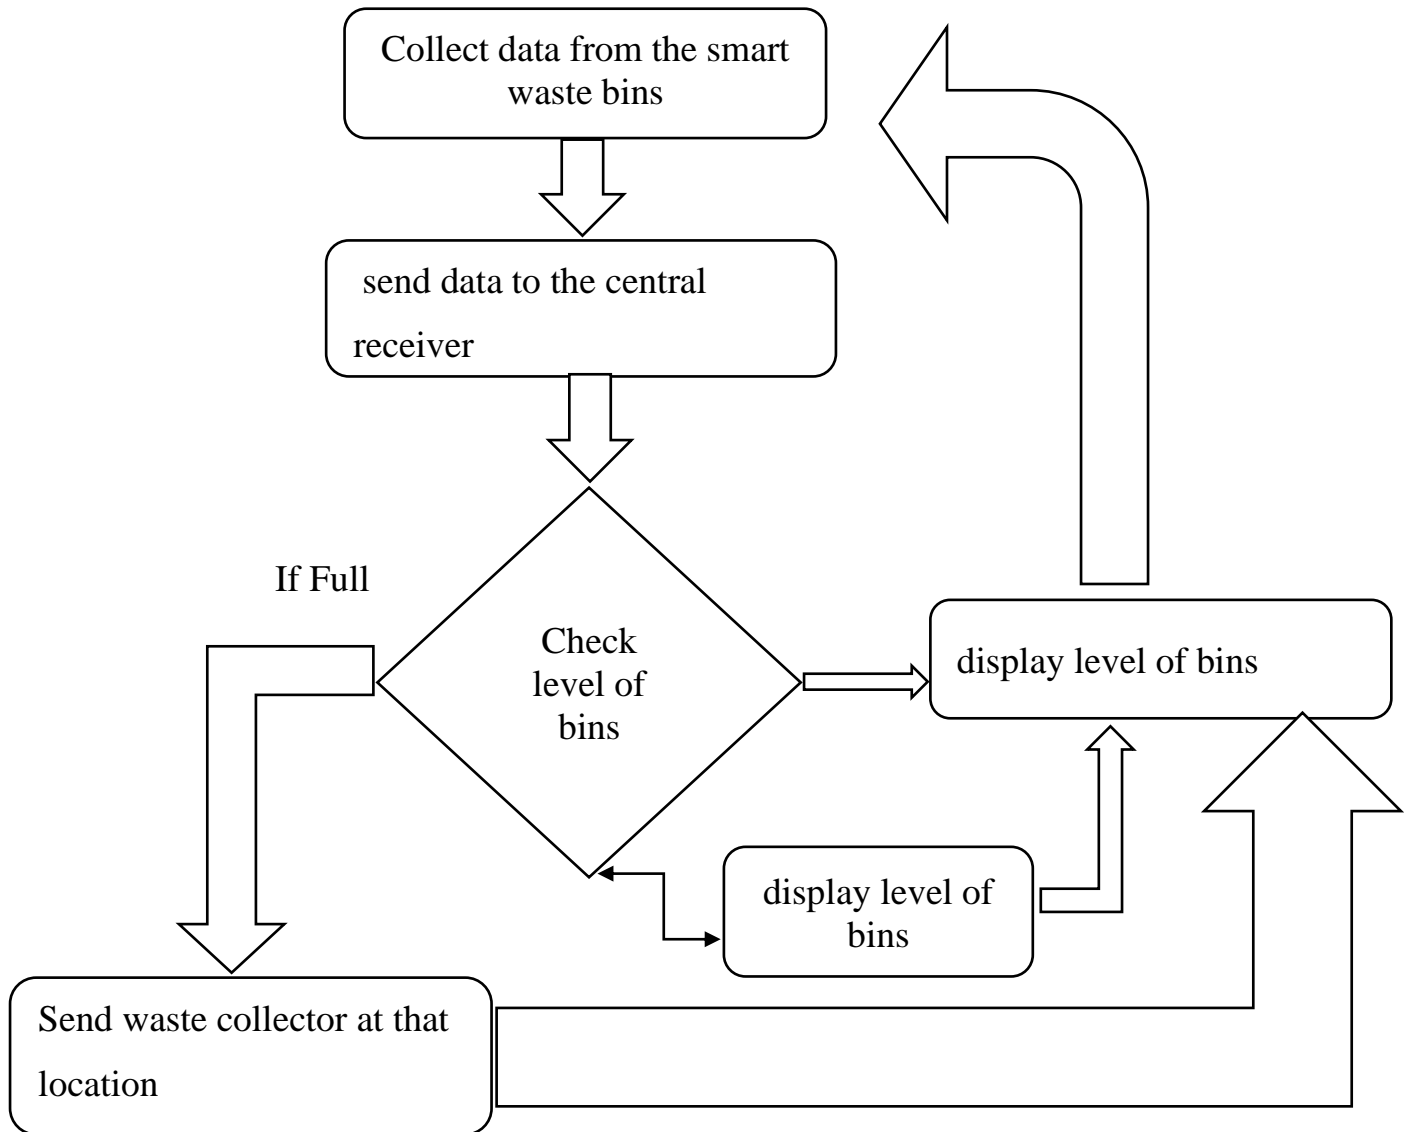 Collect data from the smart
waste bins
send data to the central
receiver
If Full
Check
level of
bins
display level of bins
display level of
bins
Send waste collector at that
location